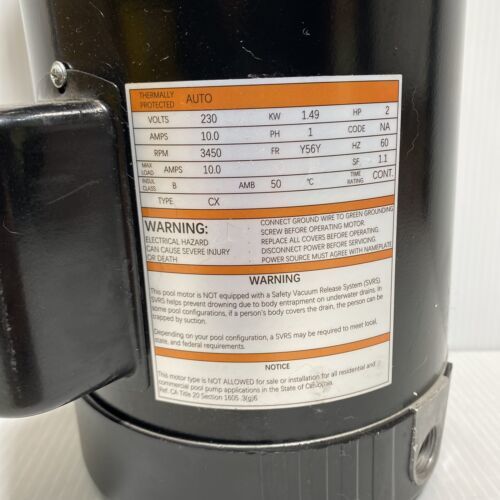 THERMALLY PROTECTED AUTO
VOLTS 230 KW 1.49 HP 2
AMPS 10.0 PH 1 CODE NA
RPM 3450 FR Y56Y HZ 60
MAX LOAD AMPS 10.0 SF 1.1
INSUL CLASS B AMB 50 °C TIME RATING CONT.
TYPE CX
WARNING:
ELECTRICAL HAZARD
CAN CAUSE SEVERE INJURY
OR DEATH
CONNECT GROUND WIRE TO GREEN GROUNDING
SCREW BEFORE OPERATING MOTOR.
REPLACE ALL COVERS BEFORE OPERATING.
DISCONNECT POWER BEFORE SERVICING.
POWER SOURCE MUST AGREE WITH NAMEPLATE
WARNING
This pool motor is NOT equipped with a Safety Vacuum Release System (SVRS).
SVRS helps prevent drowning due to body entrapment on underwater drains. In
some pool configurations, if a person's body covers the drain, the person can be
trapped by suction.
Depending on your pool configuration, a SVRS may be required to meet local,
state, and federal requirements.
NOTICE
This motor type is NOT ALLOWED for sale or installation for all residential and
commercial pool pump applications in the State of California.
Ref. CA Title 20 Section 1605 .3(g)6